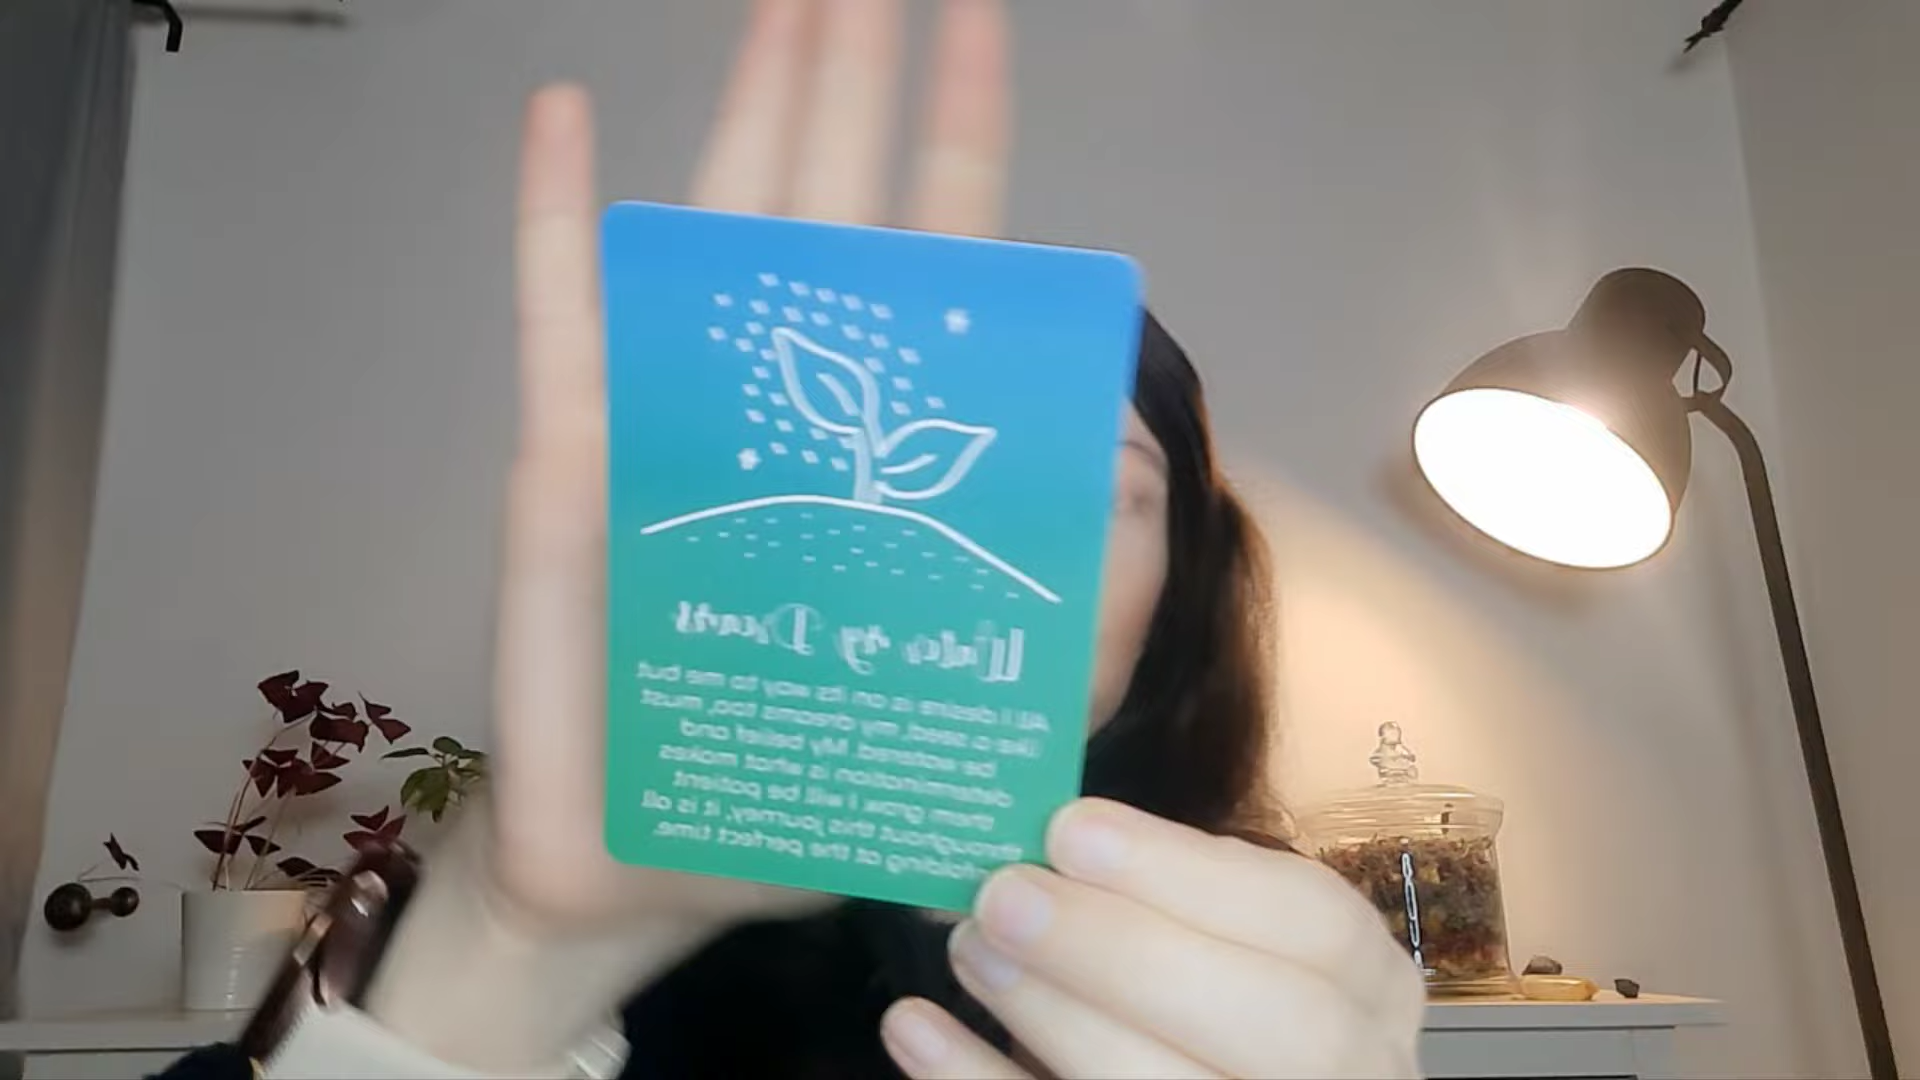 Water my Dreams
All I desire is on its way to me but
like a seed, my dreams too, must
be watered. My belief and
determination is what makes
them grow. I will be patient
throughout this journey, it is all
unfolding at the perfect time.